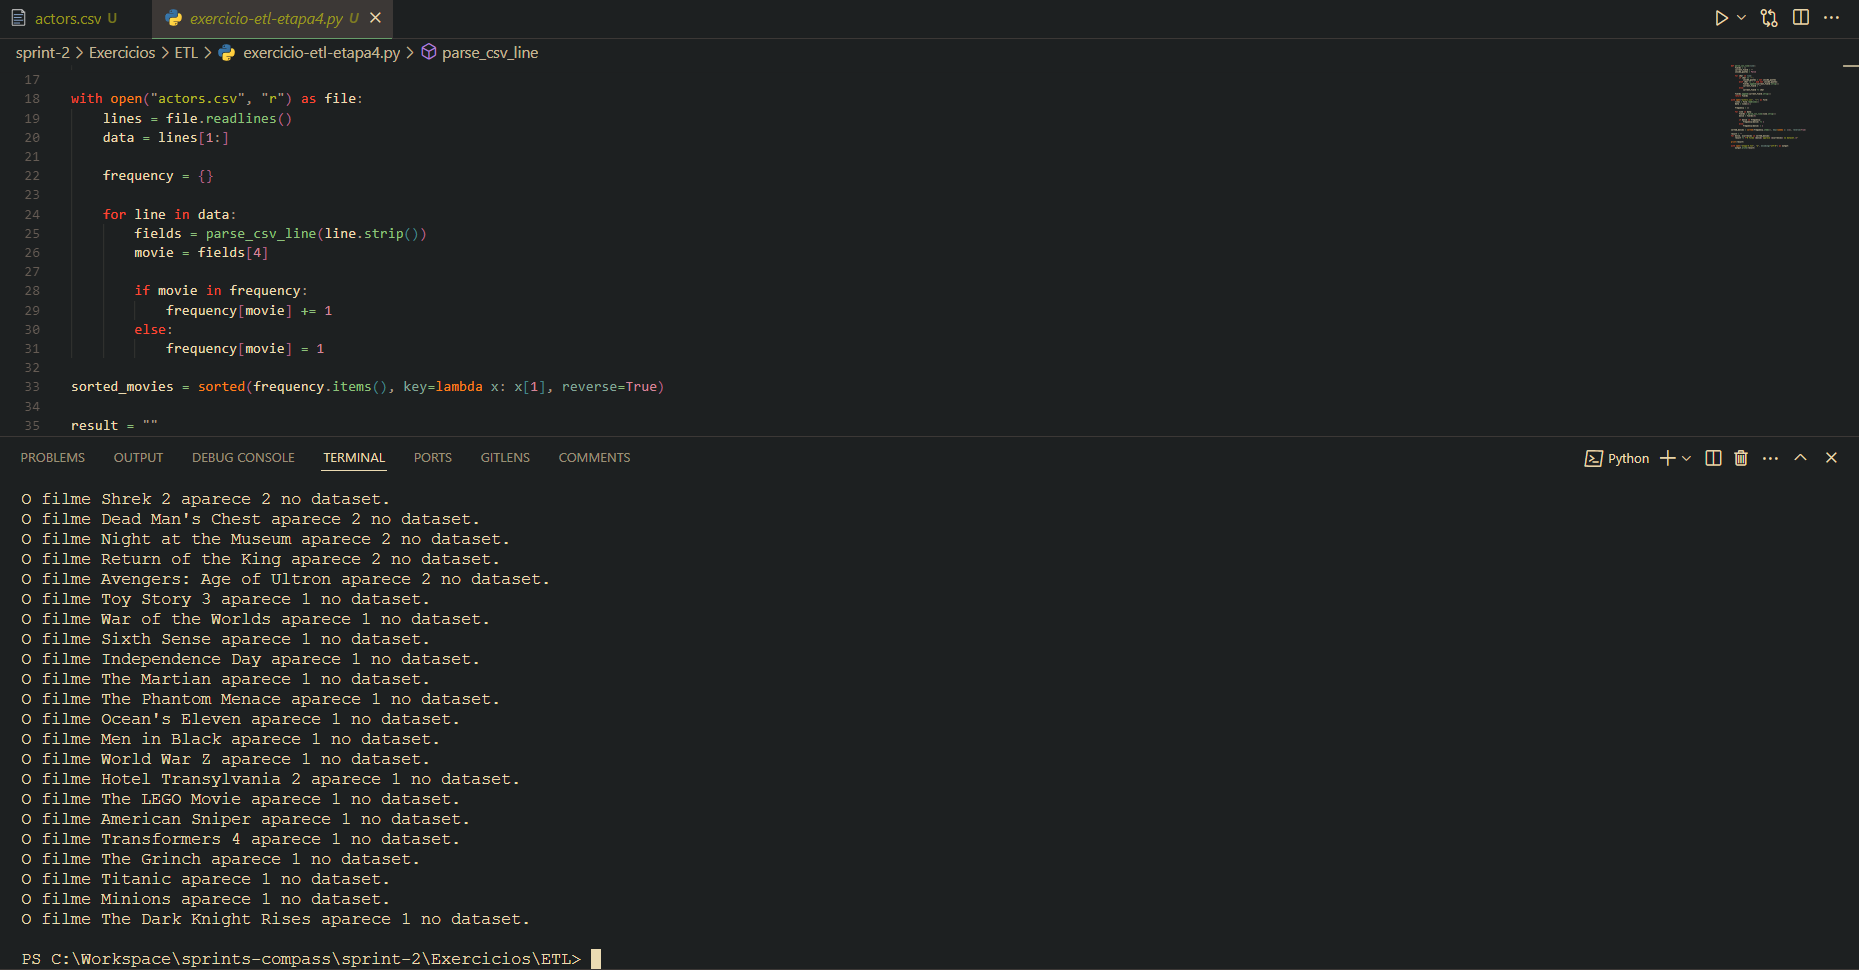 actors.csv U exercicio-etl-etapa4.py U
sprint-2 > Exercicios > ETL > exercicio-etl-etapa4.py > parse_csv_line
17
18 with open("actors.csv", "r") as file:
19 lines = file.readlines()
20 data = lines[1:]
21
22 frequency = {}
23
24 for line in data:
25 fields = parse_csv_line(line.strip())
26 movie = fields[4]
27
28 if movie in frequency:
29 frequency[movie] += 1
30 else:
31 frequency[movie] = 1
32
33 sorted_movies = sorted(frequency.items(), key=lambda x: x[1], reverse=True)
34
35 result = ""
PROBLEMS OUTPUT DEBUG CONSOLE TERMINAL PORTS GITLENS COMMENTS Python
O filme Shrek 2 aparece 2 no dataset.
O filme Dead Man's Chest aparece 2 no dataset.
O filme Night at the Museum aparece 2 no dataset.
O filme Return of the King aparece 2 no dataset.
O filme Avengers: Age of Ultron aparece 2 no dataset.
O filme Toy Story 3 aparece 1 no dataset.
O filme War of the Worlds aparece 1 no dataset.
O filme Sixth Sense aparece 1 no dataset.
O filme Independence Day aparece 1 no dataset.
O filme The Martian aparece 1 no dataset.
O filme The Phantom Menace aparece 1 no dataset.
O filme Ocean's Eleven aparece 1 no dataset.
O filme Men in Black aparece 1 no dataset.
O filme World War Z aparece 1 no dataset.
O filme Hotel Transylvania 2 aparece 1 no dataset.
O filme The LEGO Movie aparece 1 no dataset.
O filme American Sniper aparece 1 no dataset.
O filme Transformers 4 aparece 1 no dataset.
O filme The Grinch aparece 1 no dataset.
O filme Titanic aparece 1 no dataset.
O filme Minions aparece 1 no dataset.
O filme The Dark Knight Rises aparece 1 no dataset.
PS C:\Workspace\sprints-compass\sprint-2\Exercicios\ETL>